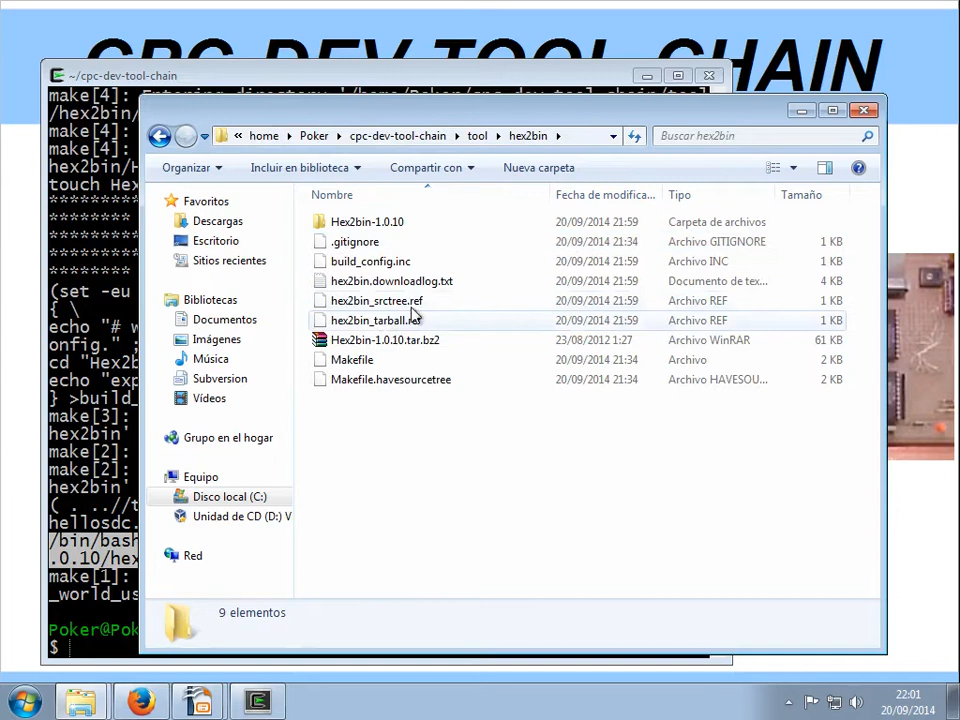 CPC-DEV-TOOL-CHAIN
~/cpc-dev-tool-chain
make[4]: Entering directory '/home/Poker/cpc-dev-tool-chain/tool
/hex2bin/
make[4]:
make[4]:
hex2bin/H
touch Hex
*********
********
*********
********
(set -eu
{ \
echo "# w
onfig." ;
cd "Hex2b
echo "exp
} >build_
make[3]:
hex2bin'
make[2]:
make[2]:
hex2bin'
( . ..//t
hellosdc.
/bin/bash
.0.10/hex
make[1]:
_world_us
Poker@Pok
$
« home Poker cpc-dev-tool-chain tool hex2bin
Buscar hex2bin
Organizar Incluir en biblioteca Compartir con Nueva carpeta
Favoritos
Descargas
Escritorio
Sitios recientes
Bibliotecas
Documentos
Imágenes
Música
Subversion
Vídeos
Grupo en el hogar
Equipo
Disco local (C:)
Unidad de CD (D:) V
Red
Nombre Fecha de modifica... Tipo Tamaño
Hex2bin-1.0.10 20/09/2014 21:59 Carpeta de archivos
.gitignore 20/09/2014 21:34 Archivo GITIGNORE 1 KB
build_config.inc 20/09/2014 21:59 Archivo INC 1 KB
hex2bin.downloadlog.txt 20/09/2014 21:59 Documento de tex... 1 KB
hex2bin_srctree.ref 20/09/2014 21:59 Archivo REF 1 KB
hex2bin_tarball.ref 20/09/2014 21:59 Archivo REF 1 KB
Hex2bin-1.0.10.tar.bz2 23/08/2012 1:27 Archivo WinRAR 61 KB
Makefile 20/09/2014 21:34 Archivo 2 KB
Makefile.havesourcetree 20/09/2014 21:34 Archivo HAVESOU... 2 KB
9 elementos
22:01
20/09/2014